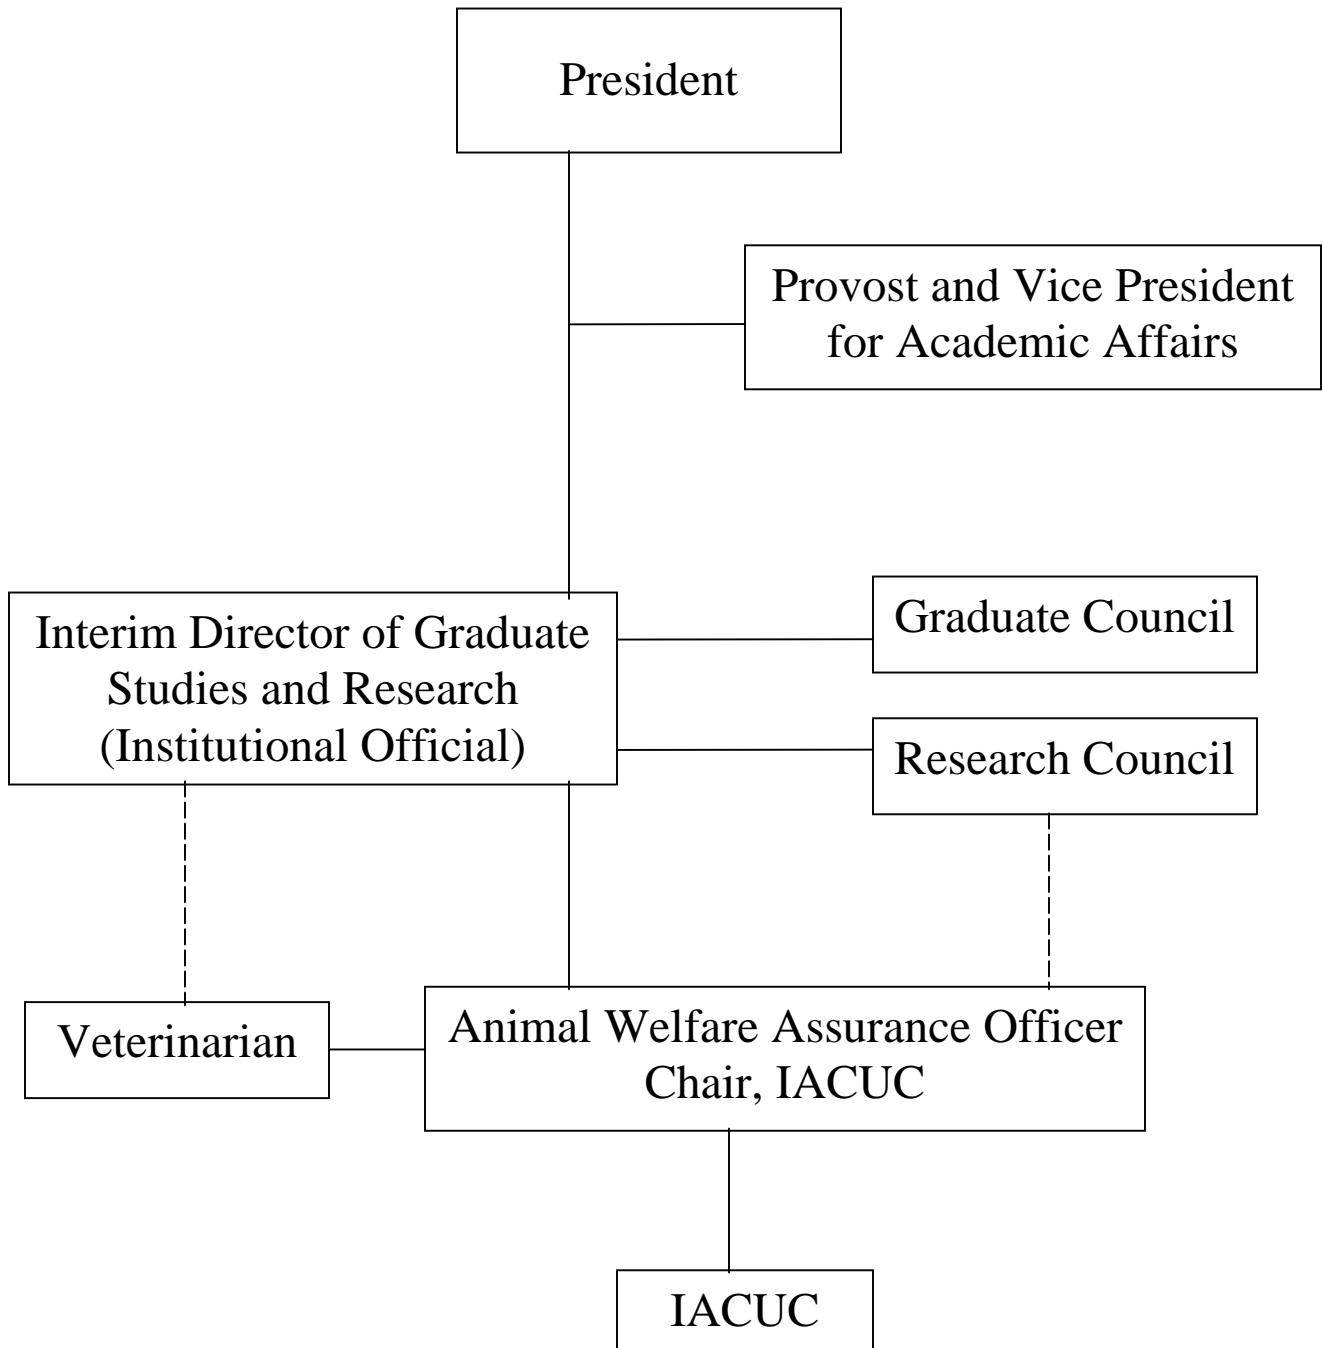 President
Provost and Vice President
for Academic Affairs
Interim Director of Graduate
Studies and Research
(Institutional Official)
Graduate Council
Research Council
Veterinarian
Animal Welfare Assurance Officer
Chair, IACUC
IACUC